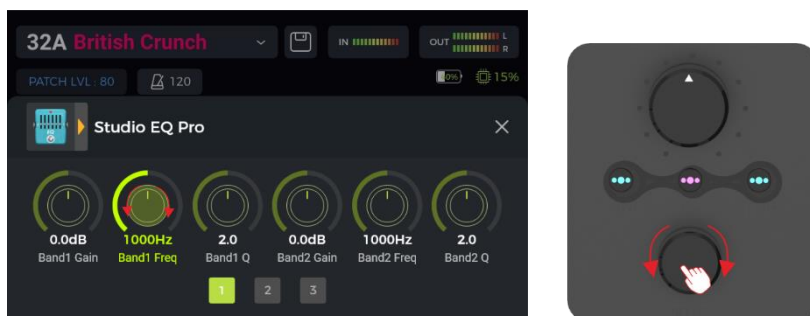 32A British Crunch
IN
OUT
L
R
PATCH LVL: 80
120
0%
15%
EQ
Studio EQ Pro
0.0dB
1000Hz
2.0
0.0dB
1000Hz
2.0
Band1 Gain
Band1 Freq
Band1 Q
Band2 Gain
Band2 Freq
Band2 Q
1
2
3